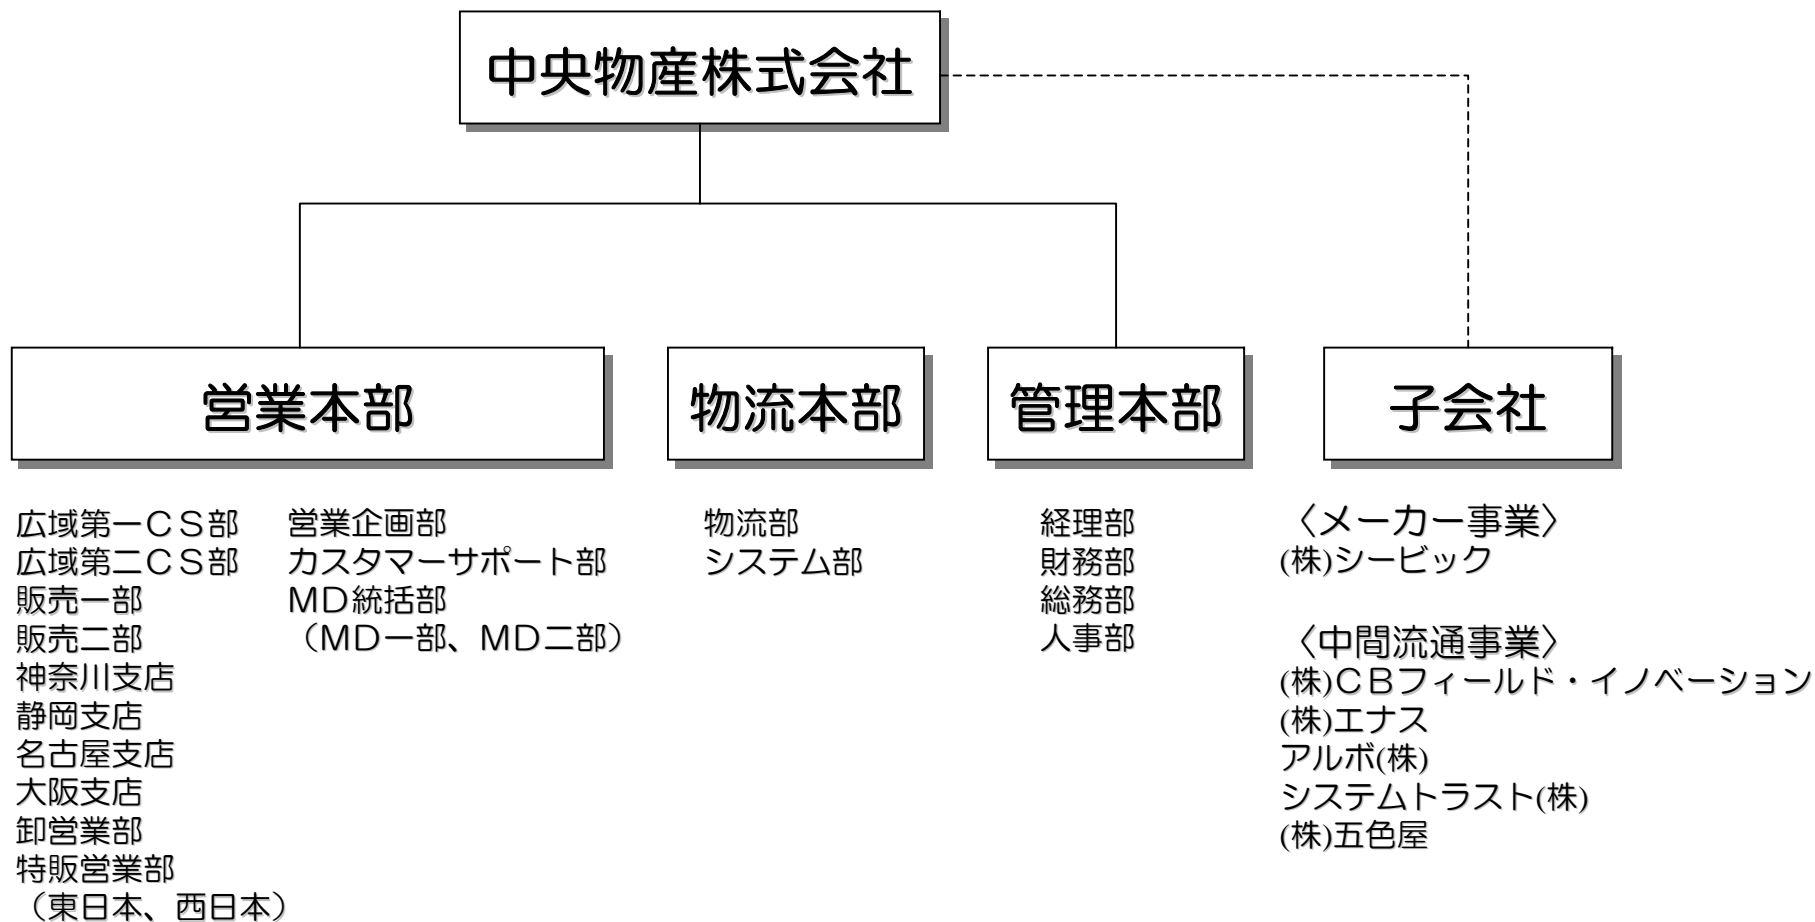 中央物産株式会社
営業本部
広域第一ＣＳ部
広域第二ＣＳ部
販売一部
販売二部
神奈川支店
静岡支店
名古屋支店
大阪支店
卸営業部
特販営業部
（東日本、西日本）
営業企画部
カスタマーサポート部
ＭＤ統括部
（ＭＤ一部、ＭＤ二部）
物流本部
物流部
システム部
管理本部
経理部
財務部
総務部
人事部
子会社
〈メーカー事業〉
(株)シービック
〈中間流通事業〉
(株)ＣＢフィールド・イノベーション
(株)エナス
アルボ(株)
システムトラスト(株)
(株)五色屋